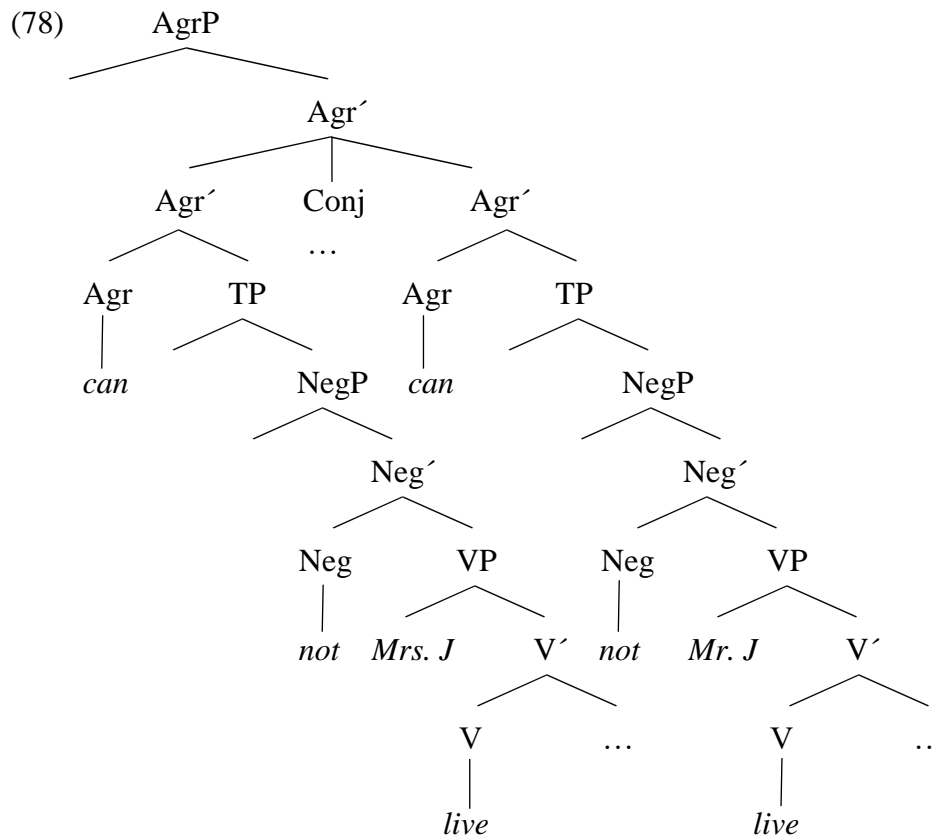 (78) AgrP
Agr´
Agr´ Conj Agr´
…
Agr TP Agr TP
can NegP can NegP
Neg´ Neg´
Neg VP Neg VP
not Mrs. J V´ not Mr. J V´
V … V ..
live live